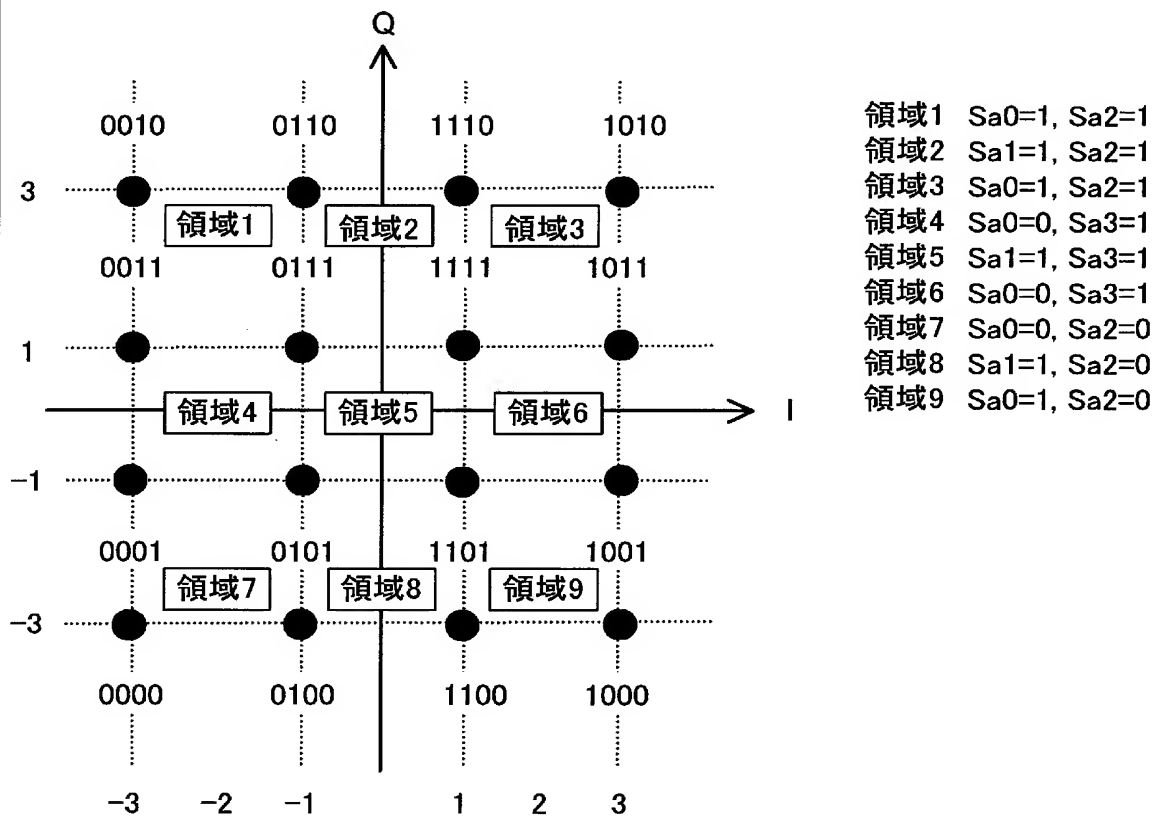 Q
0010 0110 1110 1010
3
領域1 領域2 領域3
0011 0111 1111 1011
1
領域4 領域5 領域6
I
-1
0001 0101 1101 1001
領域7 領域8 領域9
-3
0000 0100 1100 1000
-3 -2 -1 1 2 3
領域1 Sa0=1, Sa2=1
領域2 Sa1=1, Sa2=1
領域3 Sa0=1, Sa2=1
領域4 Sa0=0, Sa3=1
領域5 Sa1=1, Sa3=1
領域6 Sa0=0, Sa3=1
領域7 Sa0=0, Sa2=0
領域8 Sa1=1, Sa2=0
領域9 Sa0=1, Sa2=0